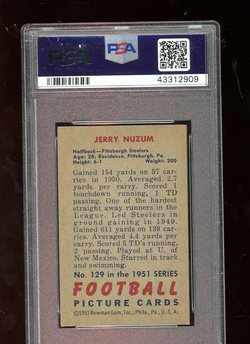 PSA
43312909
JERRY NUZUM
Halfback—Pittsburgh Steelers
Age: 28; Residence, Pittsburgh, Pa.
Height: 6-1 Weight: 200
Gained 154 yards on 57 car-
ries in 1950. Averaged 2.7
yards per carry. Scored 1
touchdown running, 1 TD
passing. One of the hardest
straight away runners in the
League. Led Steelers in
ground gaining in 1949.
Gained 611 yards on 139 car-
ries. Averaged 4.4 yards per
carry. Scored 5 TD's running,
2 passing. Played at U. of
New Mexico. Starred in track
and swimming.
No. 129 in the 1951 SERIES
FOOTBALL
PICTURE CARDS
©1951 Bowman Gum, Inc., Phila., Pa., U.S.A.